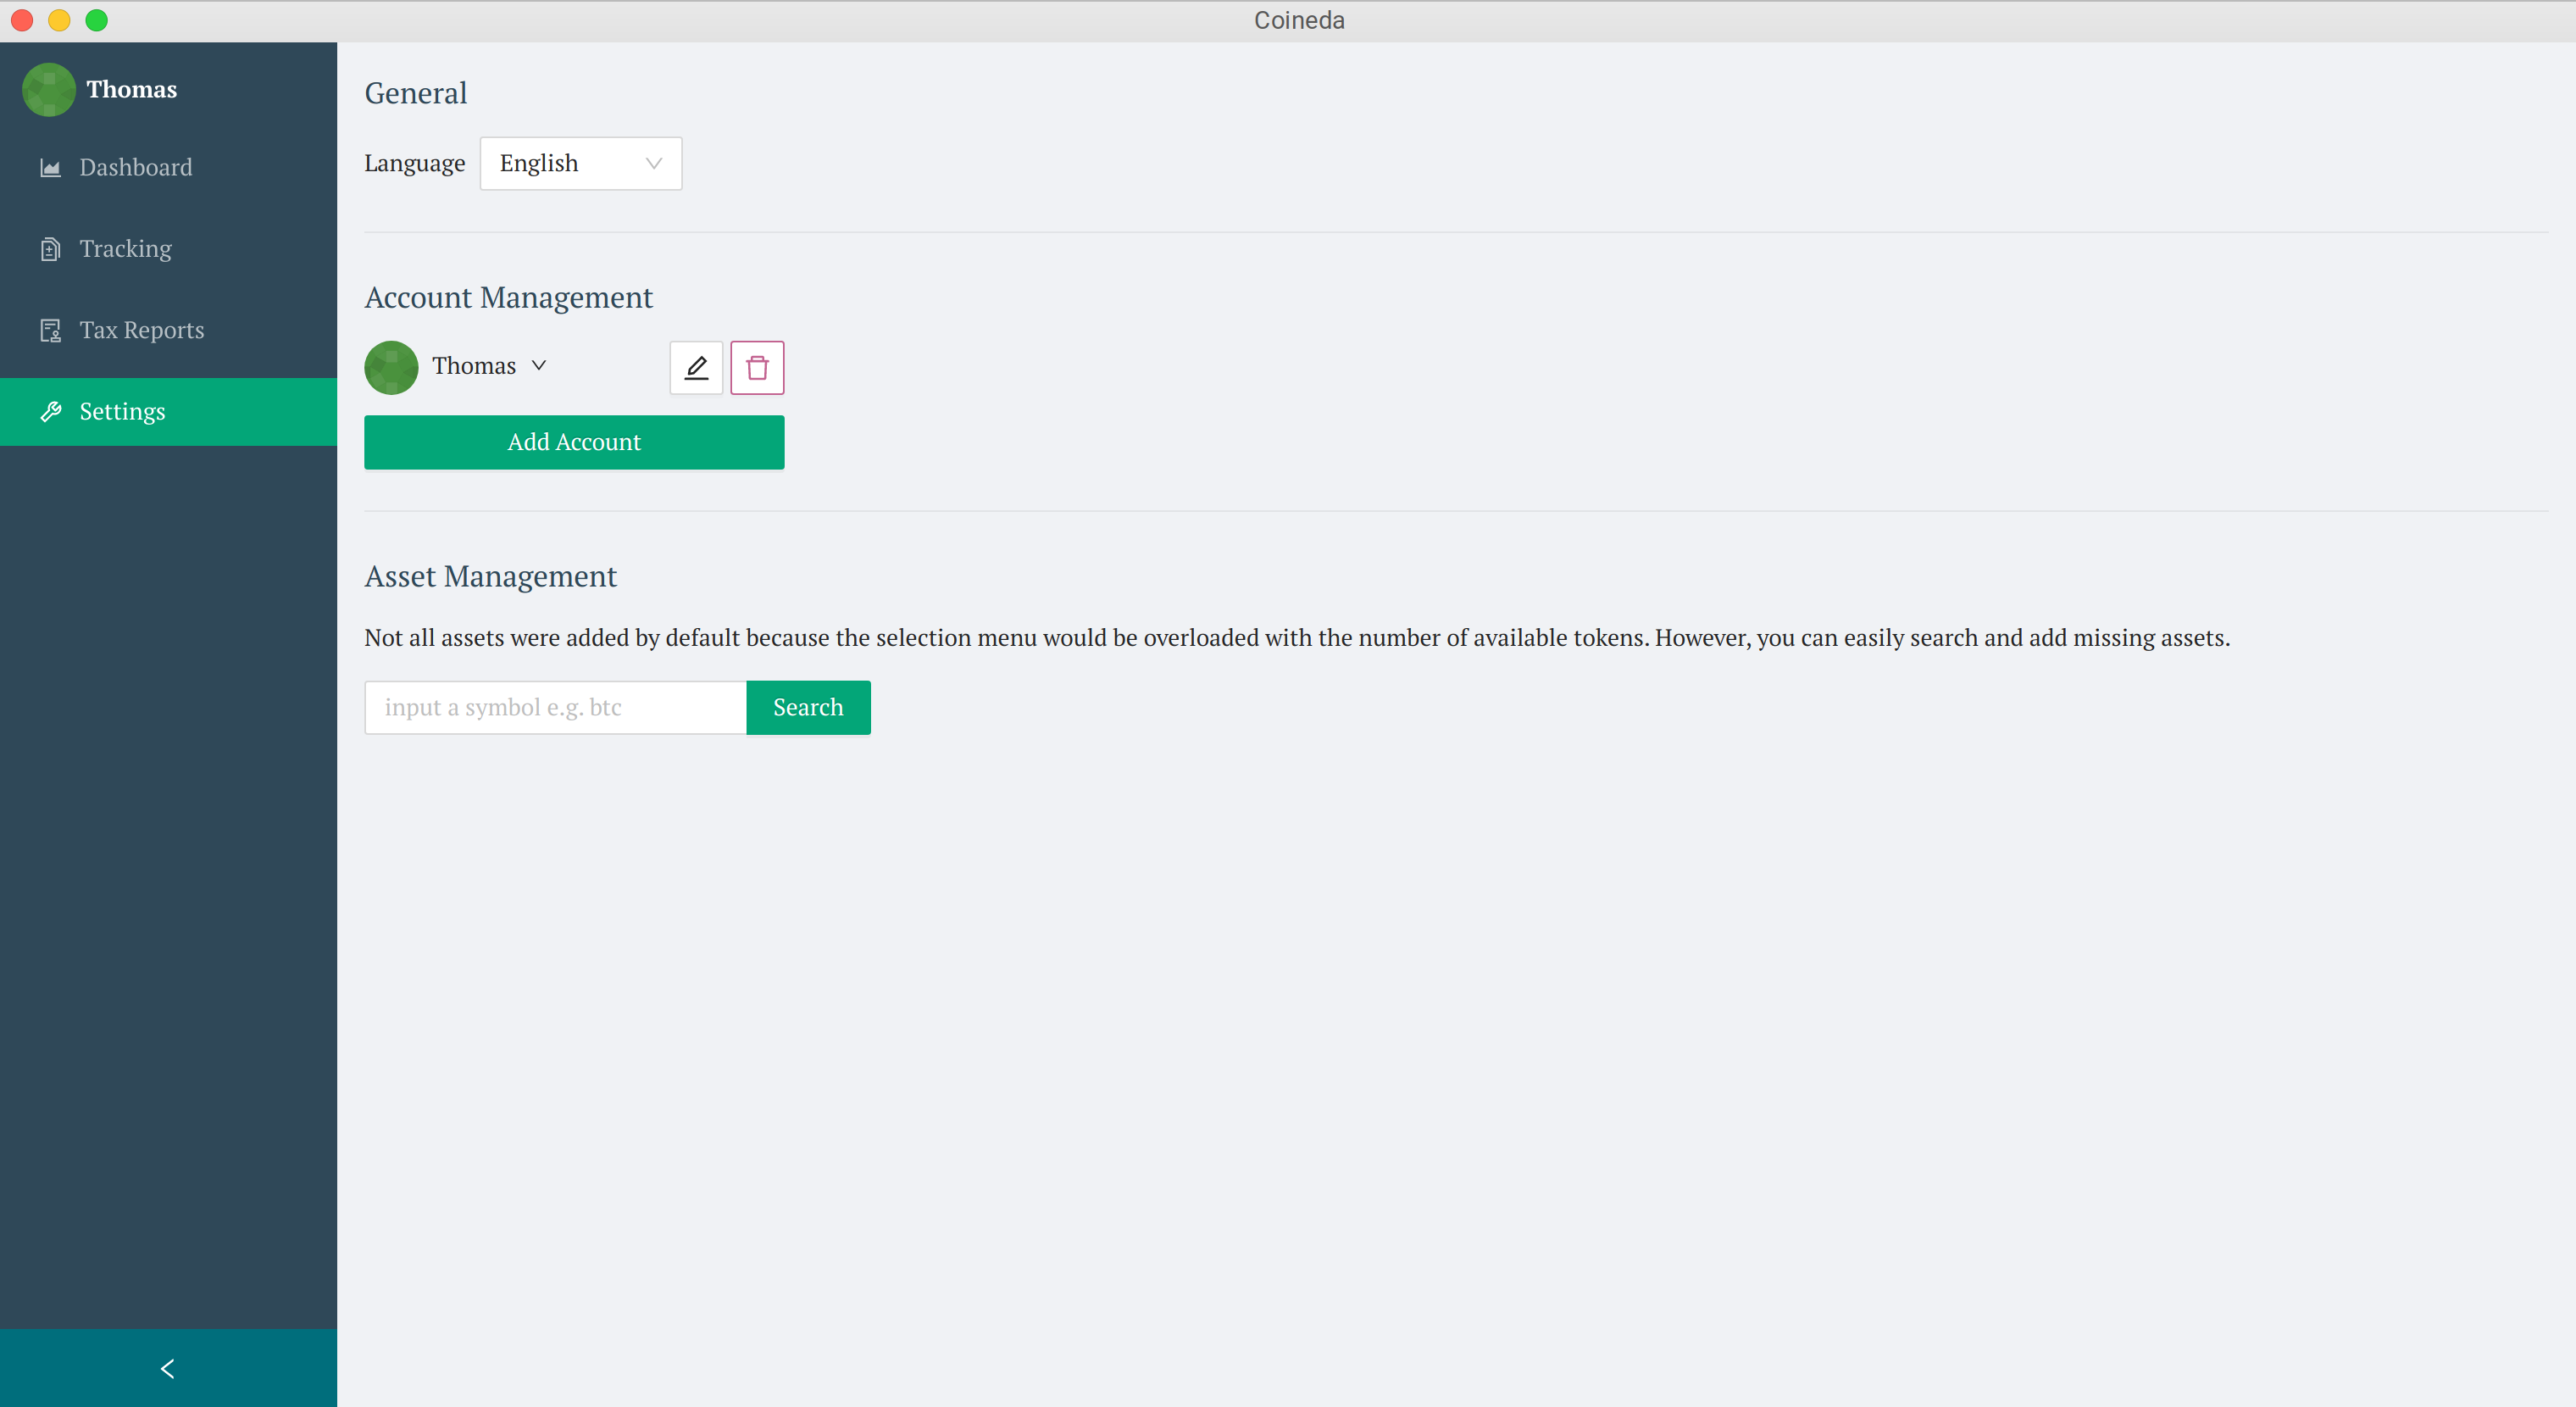 Coineda
Thomas
Dashboard
Tracking
Tax Reports
Settings
General
Language English
Account Management
Thomas
Add Account
Asset Management
Not all assets were added by default because the selection menu would be overloaded with the number of available tokens. However, you can easily search and add missing assets.
input a symbol e.g. btc Search